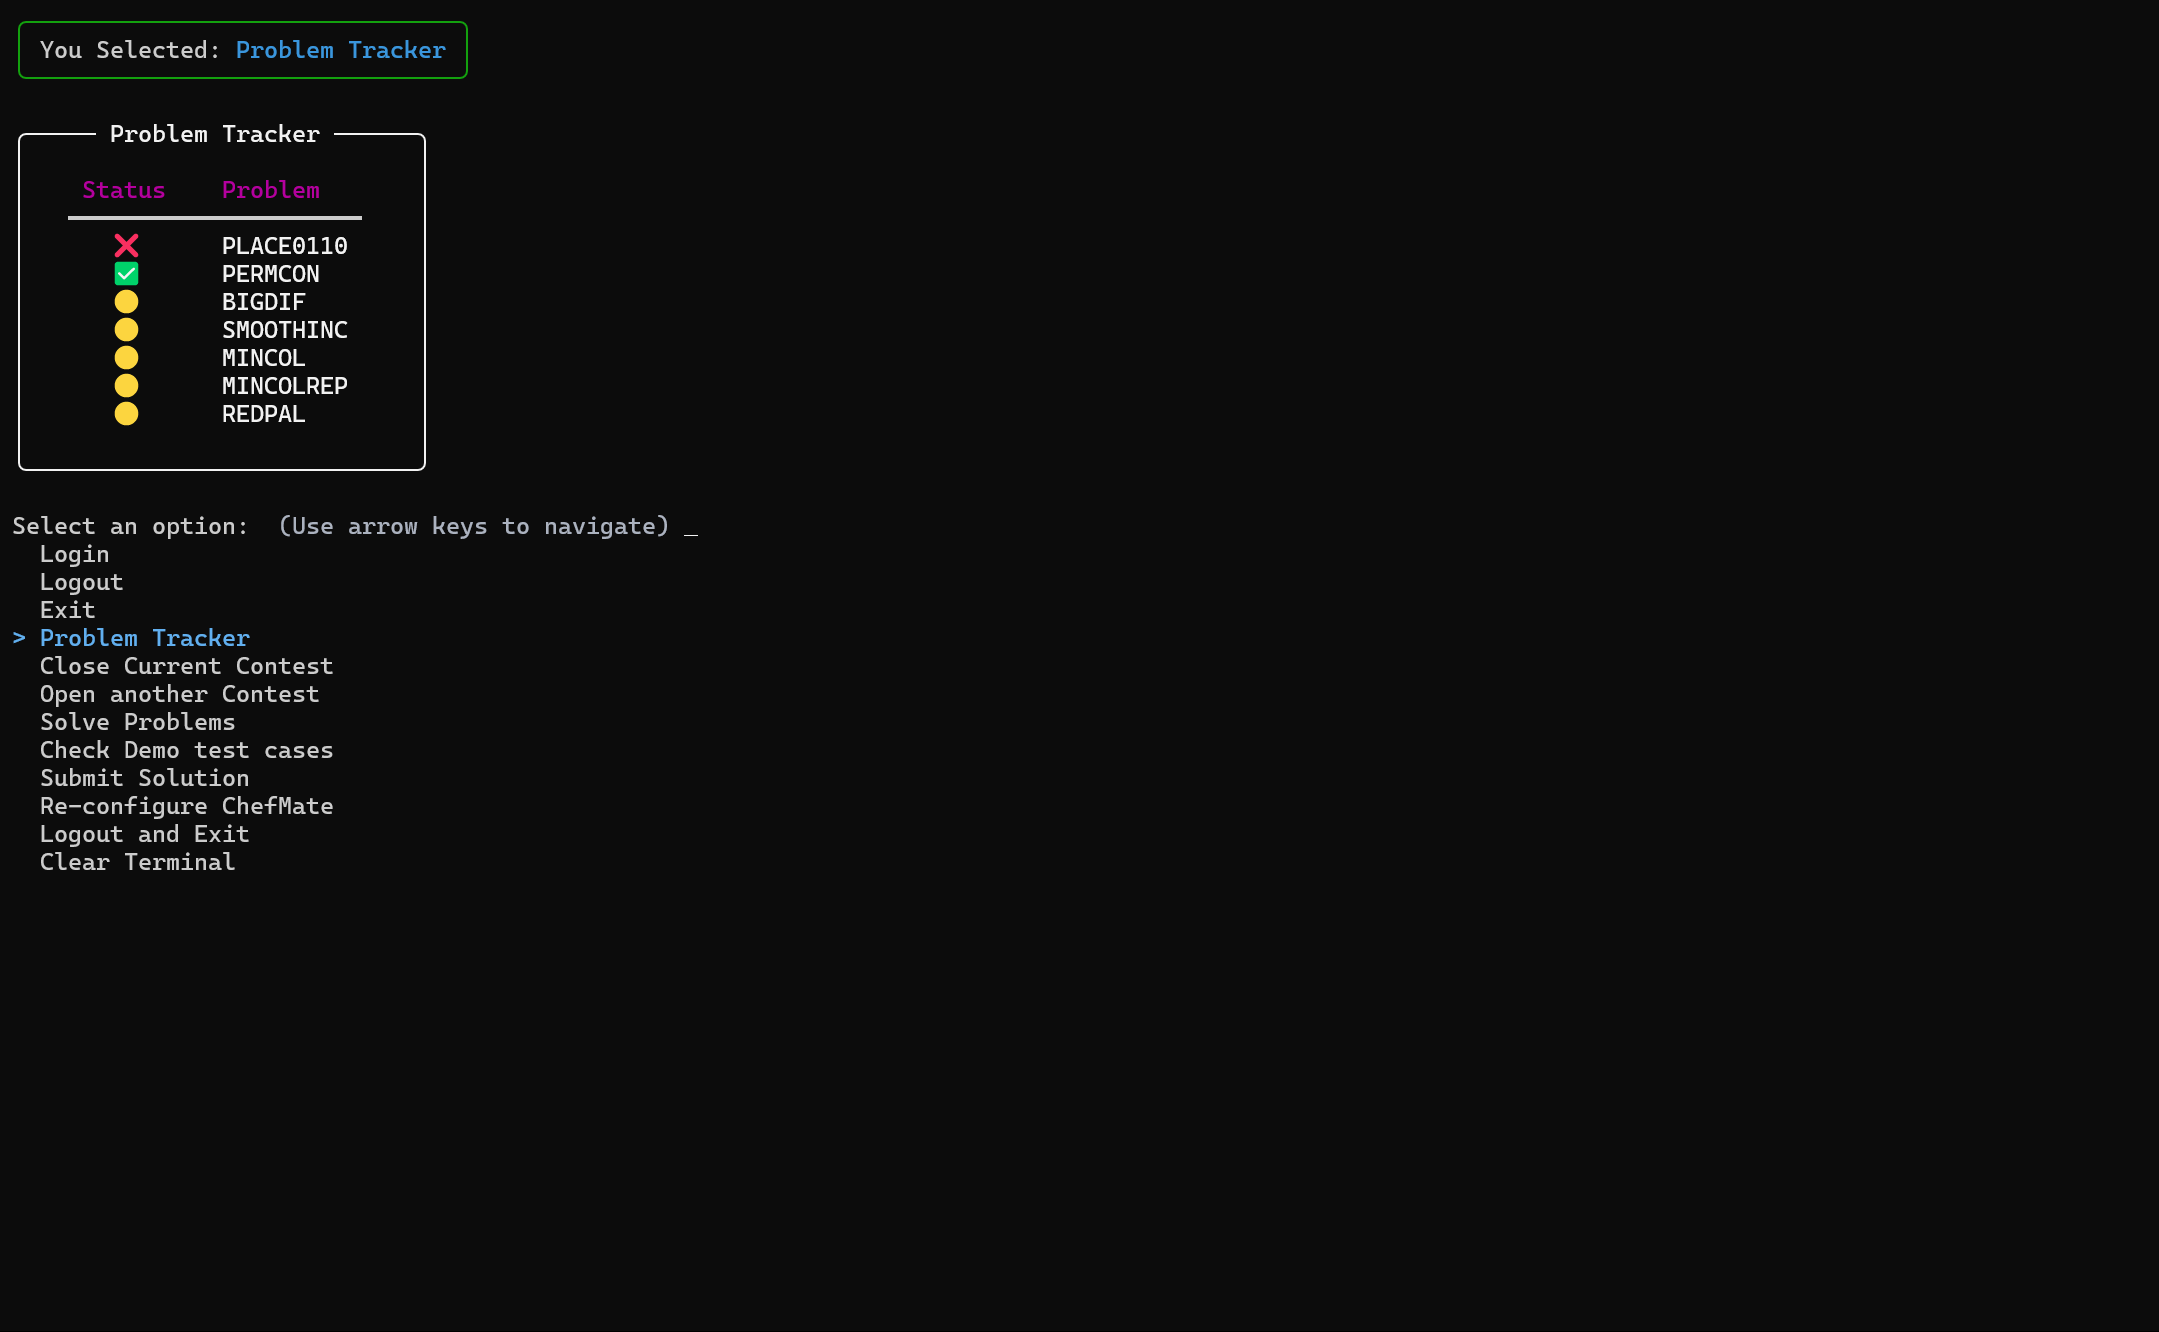 You Selected: Problem Tracker
Problem Tracker
Status Problem
❌ PLACE0110
✅ PERMCON
🟡 BIGDIF
🟡 SMOOTHINC
🟡 MINCOL
🟡 MINCOLREP
🟡 REDPAL
Select an option:  (Use arrow keys to navigate) _
Login
Logout
Exit
> Problem Tracker
Close Current Contest
Open another Contest
Solve Problems
Check Demo test cases
Submit Solution
Re-configure ChefMate
Logout and Exit
Clear Terminal